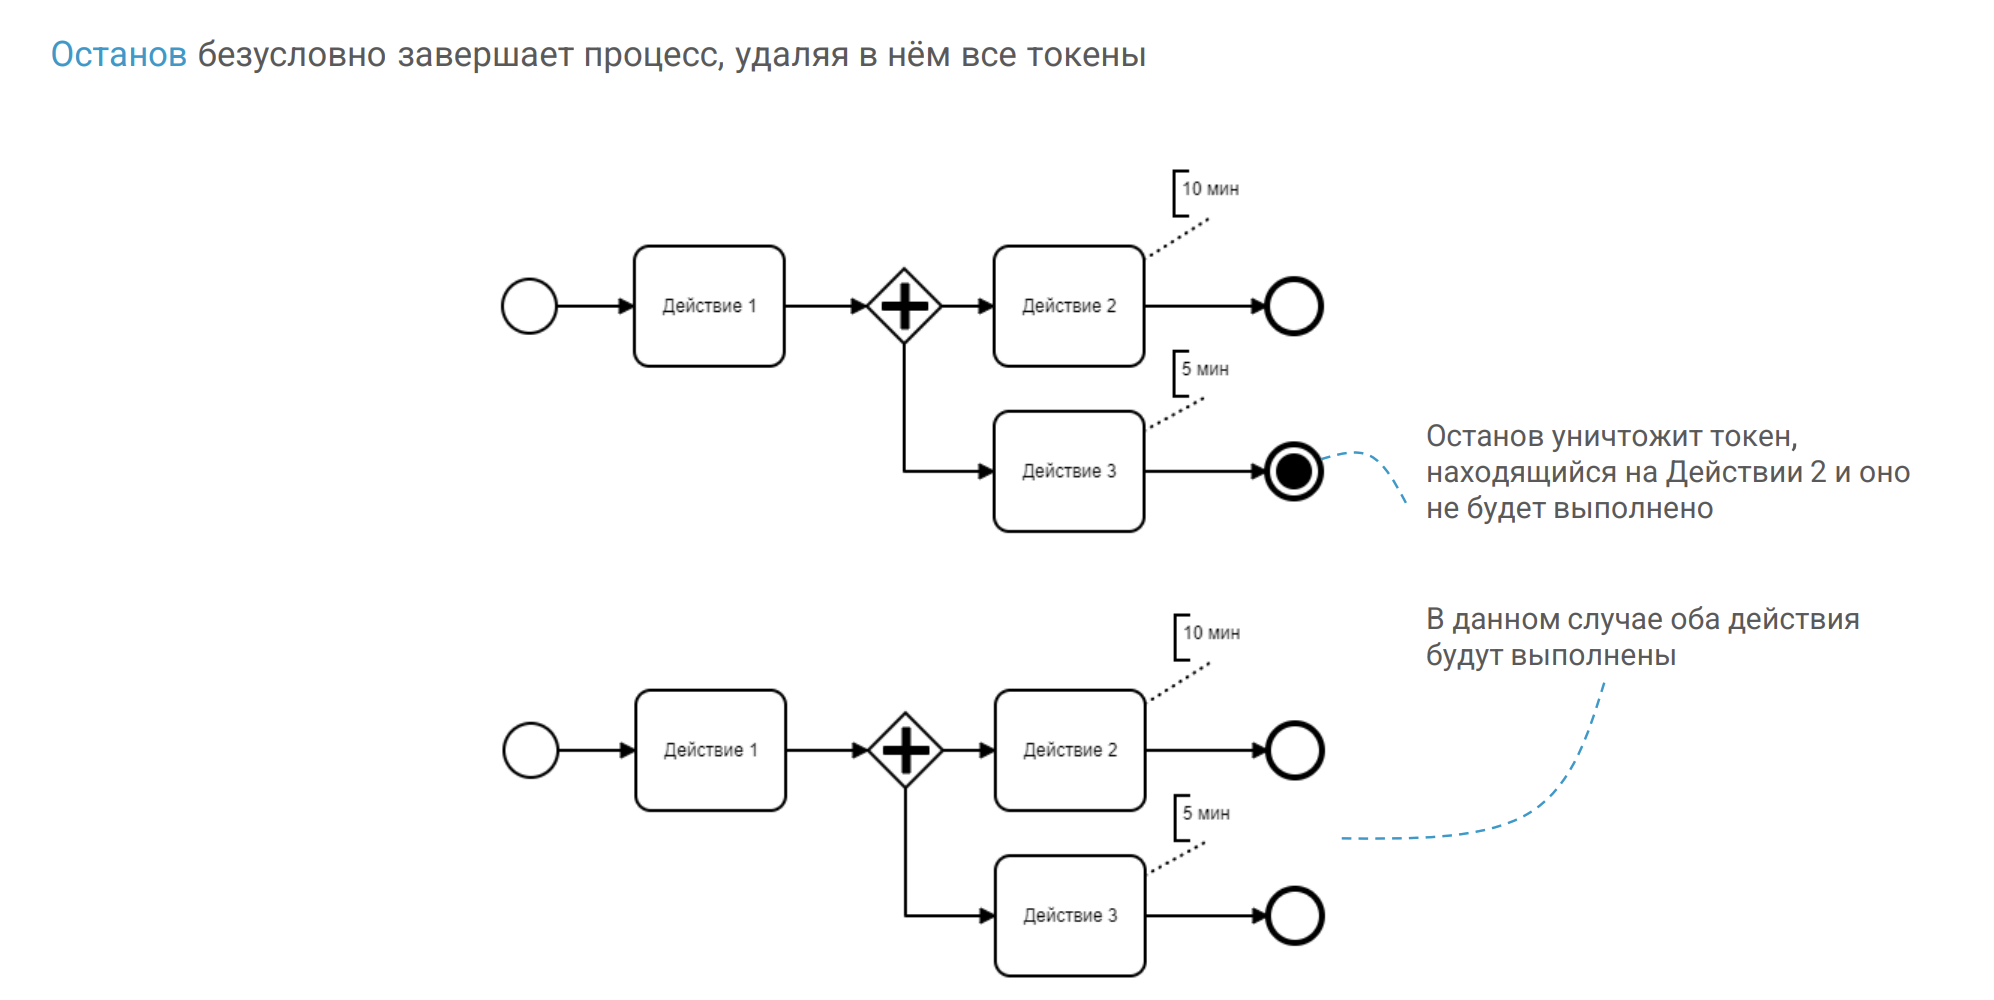 Останов безусловно завершает процесс, удаляя в нём все токены
10 мин
Действие 1
Действие 2
5 мин
Действие 3
Останов уничтожит токен,
находящийся на Действии 2 и оно
не будет выполнено
В данном случае оба действия
будут выполнены
10 мин
Действие 1
Действие 2
5 мин
Действие 3